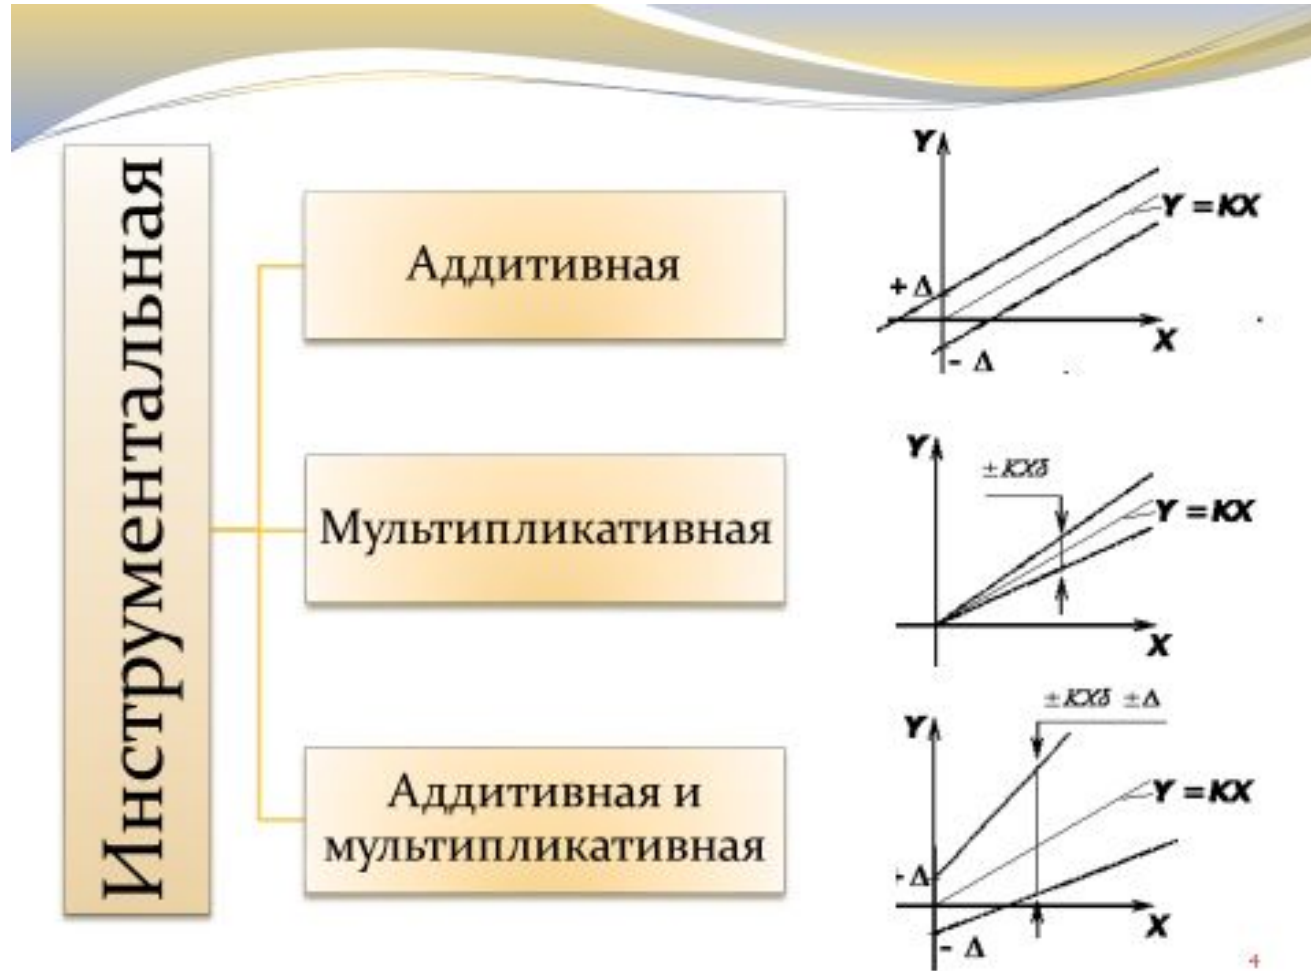 Инструментальная
Аддитивная
Y
Y = KX
+ Δ
X
- Δ
Мультипликативная
Y
± KXδ
Y = KX
X
Аддитивная и
мультипликативная
± KXδ ± Δ
Y
Y = KX
+ Δ
X
- Δ
4